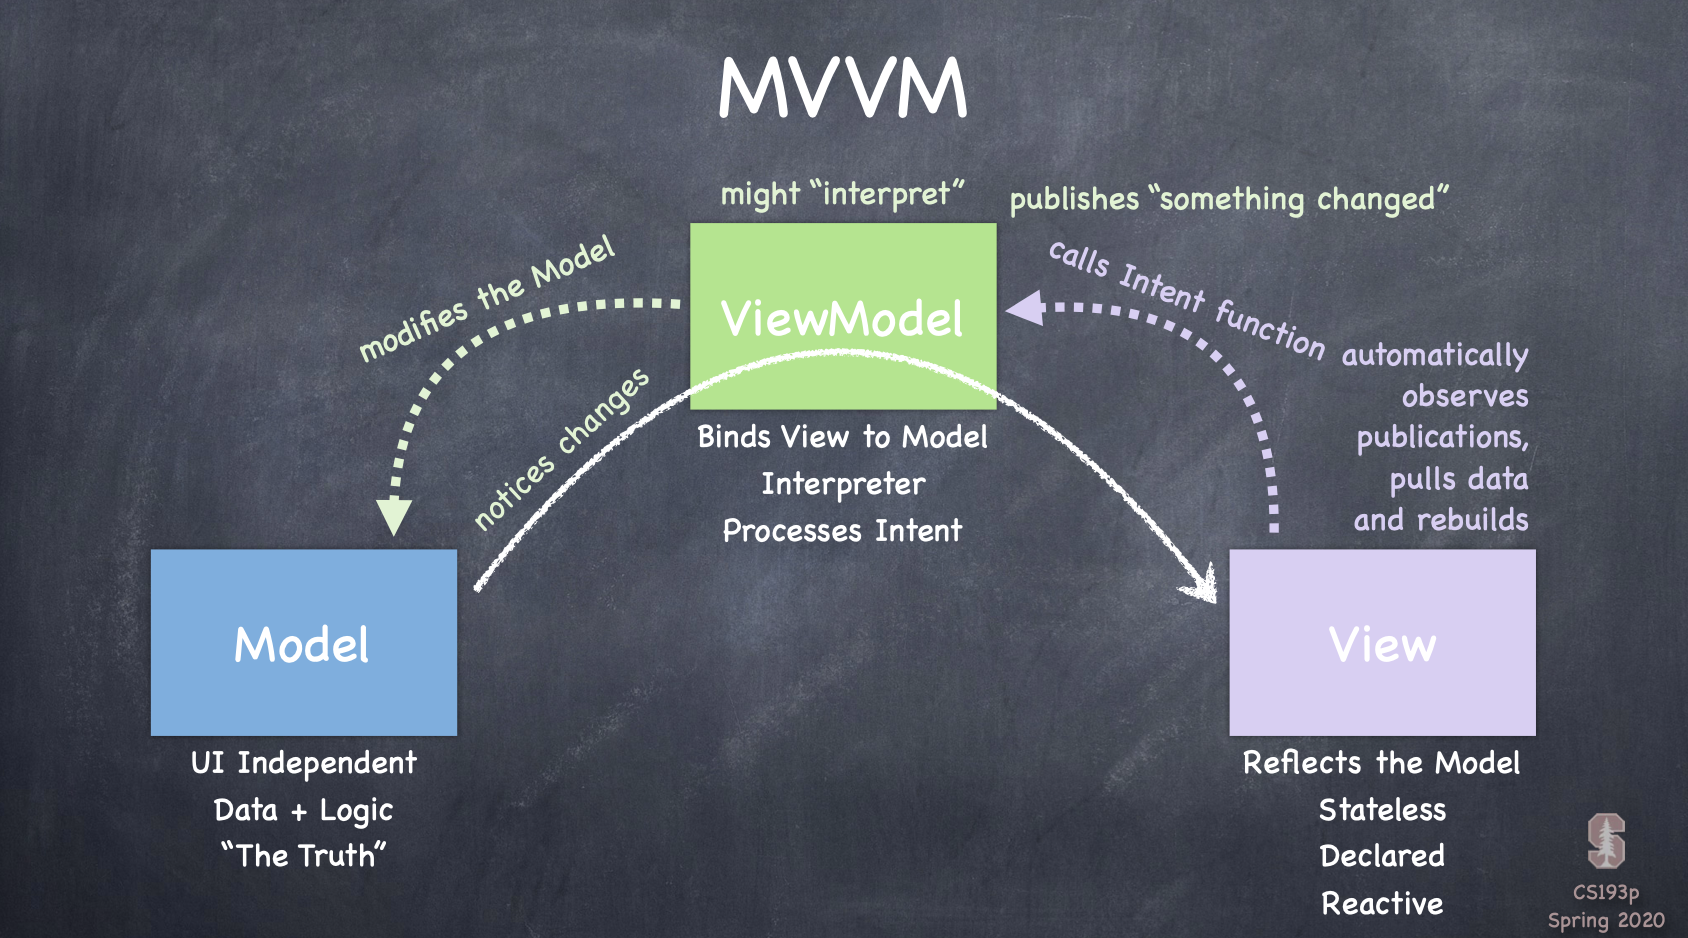 MVVM
might “interpret”
publishes “something changed”
modifies the Model
calls Intent function
ViewModel
automatically
observes
publications,
pulls data
and rebuilds
notices changes
Binds View to Model
Interpreter
Processes Intent
Model
View
UI Independent
Data + Logic
“The Truth”
Reflects the Model
Stateless
Declared
Reactive
S
CS193p
Spring 2020